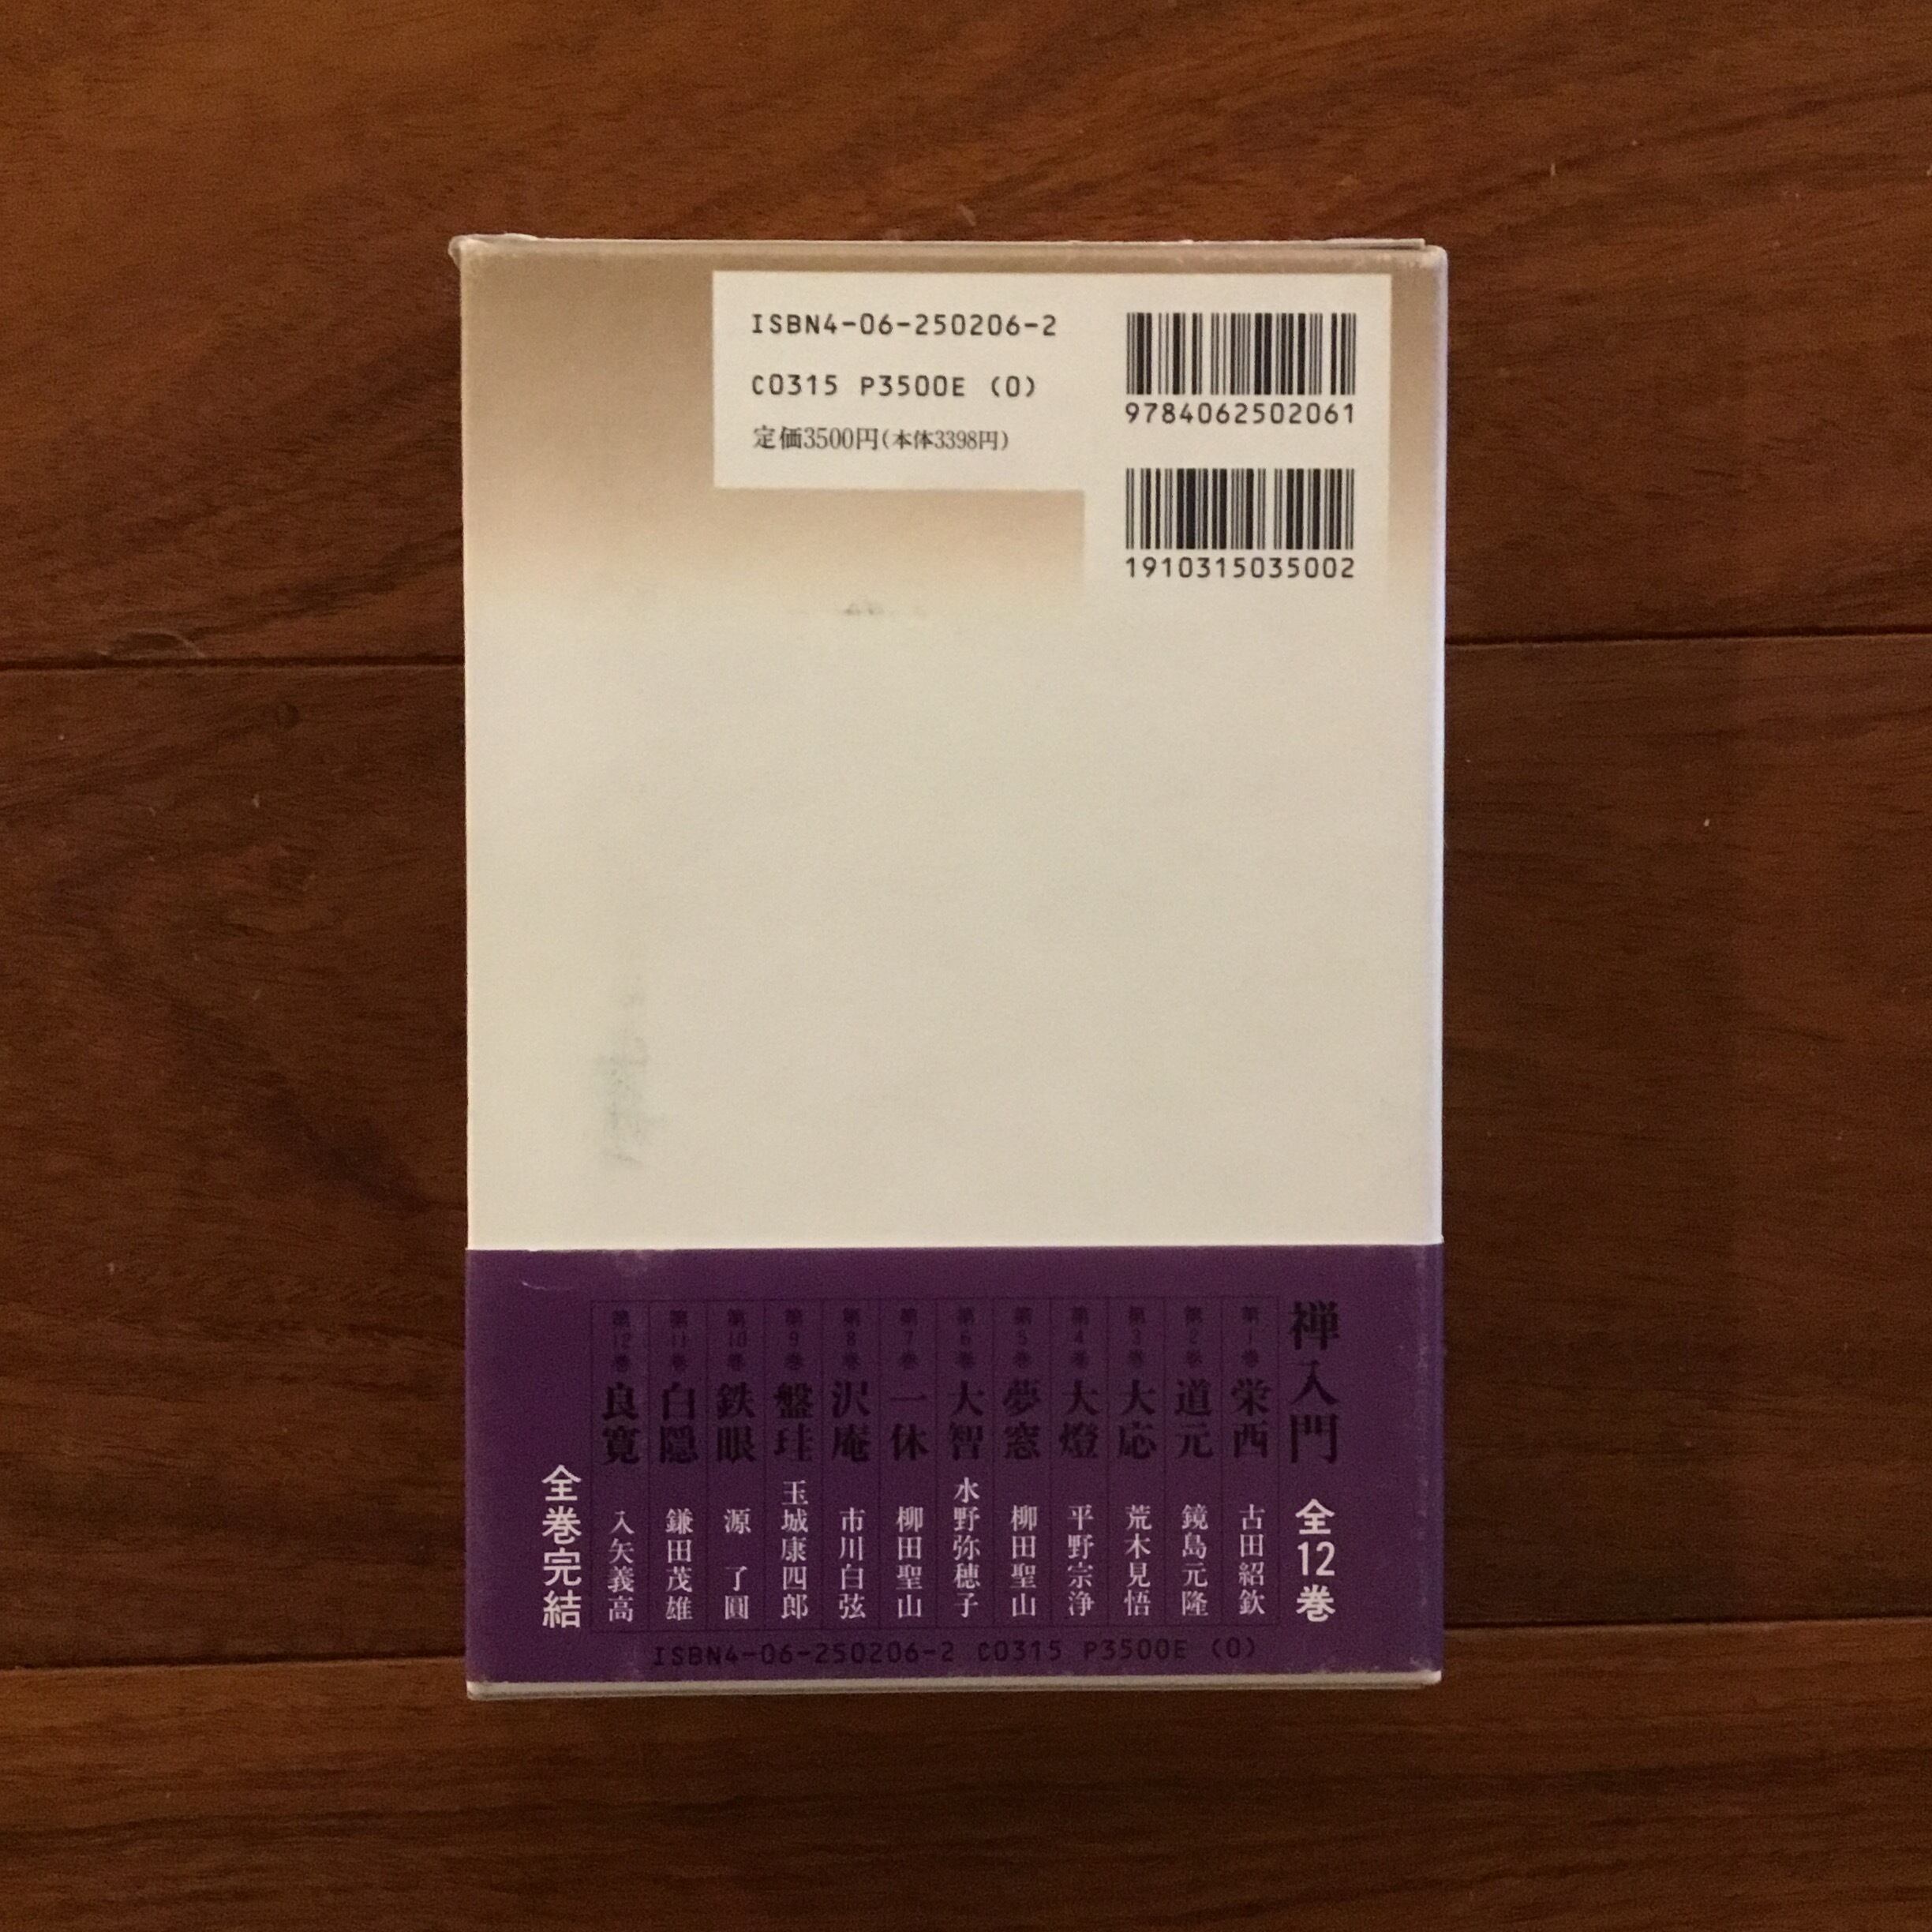 ISBN4-06-250206-2
C0315 P3500E (0)
定価3500円(本体3398円)
9784062502061
1910315035002
禅入門 全12巻
第1巻 栄西 古田紹欽
第2巻 道元 鏡島元隆
第3巻 大応 荒木見悟
第4巻 大燈 平野宗浄
第5巻 夢窓 柳田聖山
第6巻 大智 水野弥穂子
第7巻 一休 柳田聖山
第8巻 沢庵 市川白弦
第9巻 盤珪 玉城康四郎
第10巻 鉄眼 源 了圓
第11巻 白隠 鎌田茂雄
第12巻 良寛 入矢義高
全巻完結
ISBN4-06-250206-2 C0315 P3500E (0)